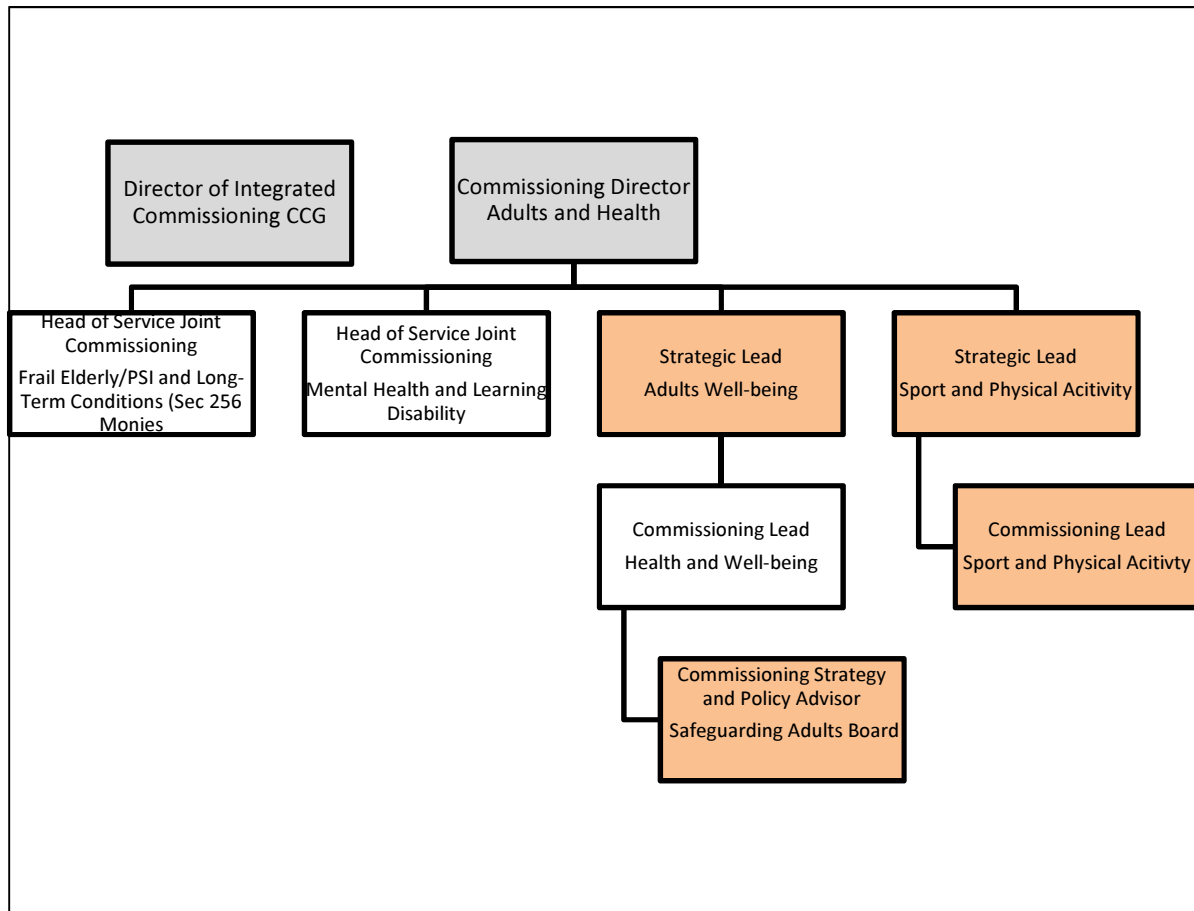 Director of Integrated
Commissioning CCG
Commissioning Director
Adults and Health
Head of Service Joint
Commissioning
Frail Elderly/PSI and Long-
Term Conditions (Sec 256
Monies
Head of Service Joint
Commissioning
Mental Health and Learning
Disability
Strategic Lead
Adults Well-being
Strategic Lead
Sport and Physical Acitivity
Commissioning Lead
Health and Well-being
Commissioning Lead
Sport and Physical Acitivty
Commissioning Strategy
and Policy Advisor
Safeguarding Adults Board